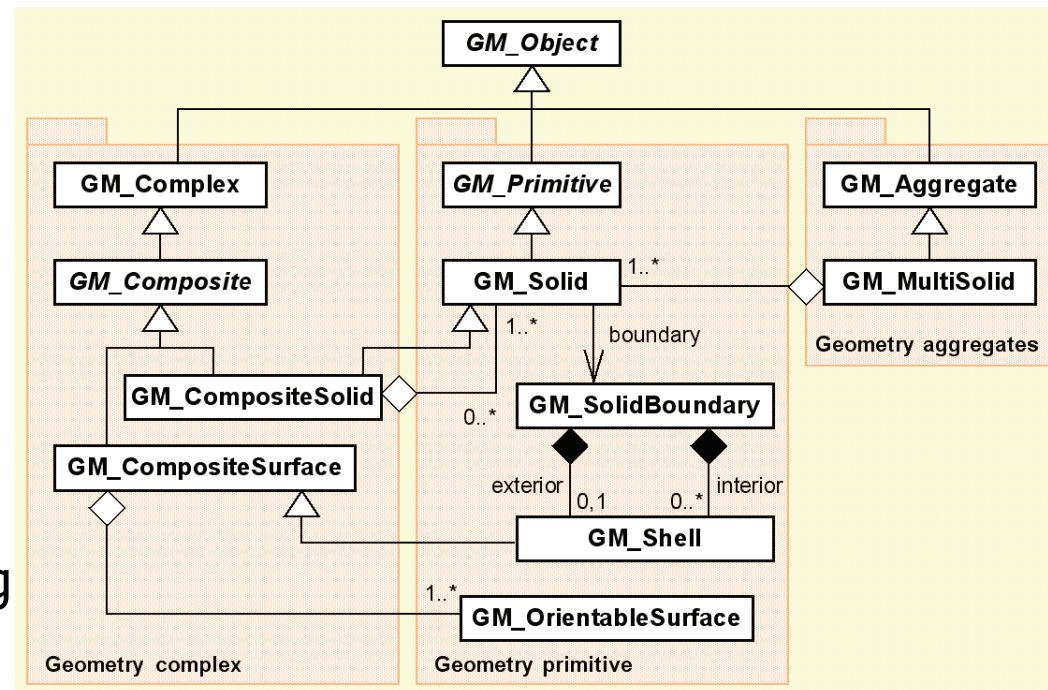 GM_Object
GM_Complex
GM_Primitive
GM_Aggregate
GM_Composite
GM_Solid
1..*
GM_MultiSolid
1..*
boundary
Geometry aggregates
GM_CompositeSolid
0..*
GM_SolidBoundary
GM_CompositeSurface
exterior
interior
0,1
0..*
GM_Shell
g
1..*
GM_OrientableSurface
Geometry complex
Geometry primitive